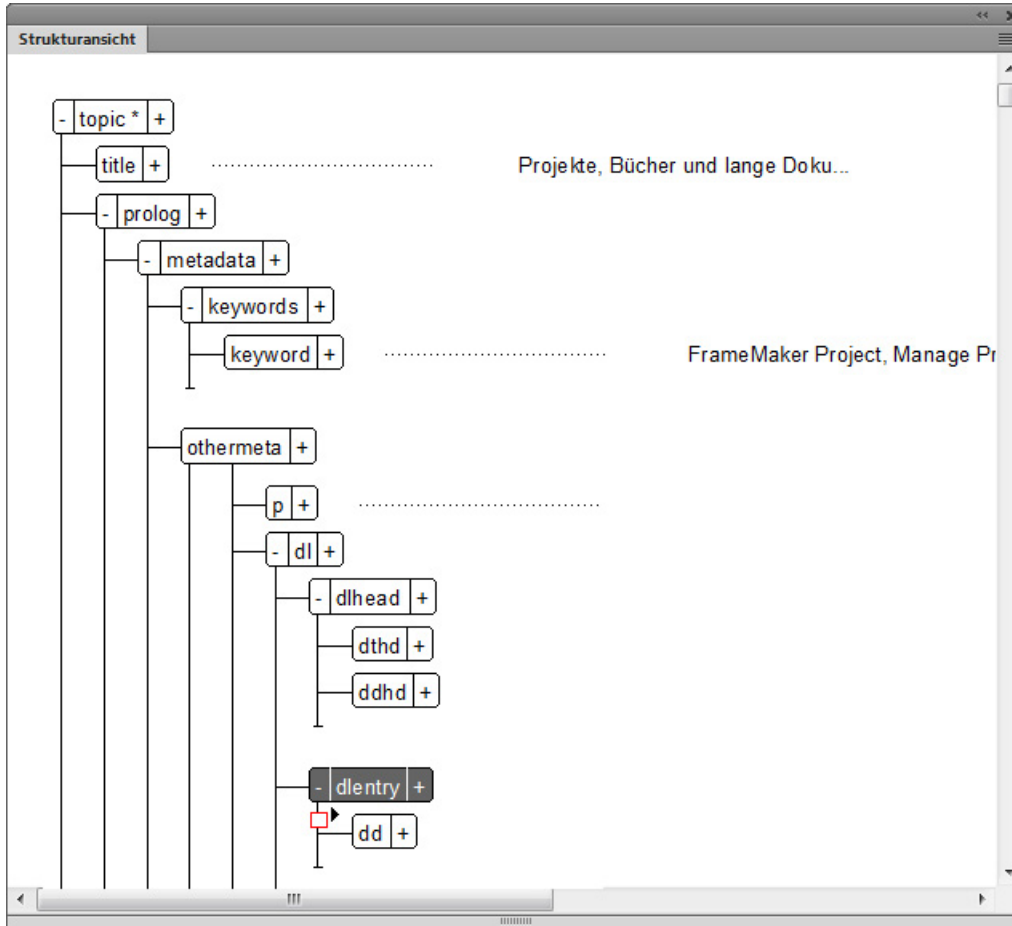 Strukturansicht
- topic * +
title + Projekte, Bücher und lange Doku...
- prolog +
- metadata +
- keywords +
keyword + FrameMaker Project, Manage Pr
othermeta +
p +
- dl +
- dlhead +
dthd +
ddhd +
- dlentry +
dd +